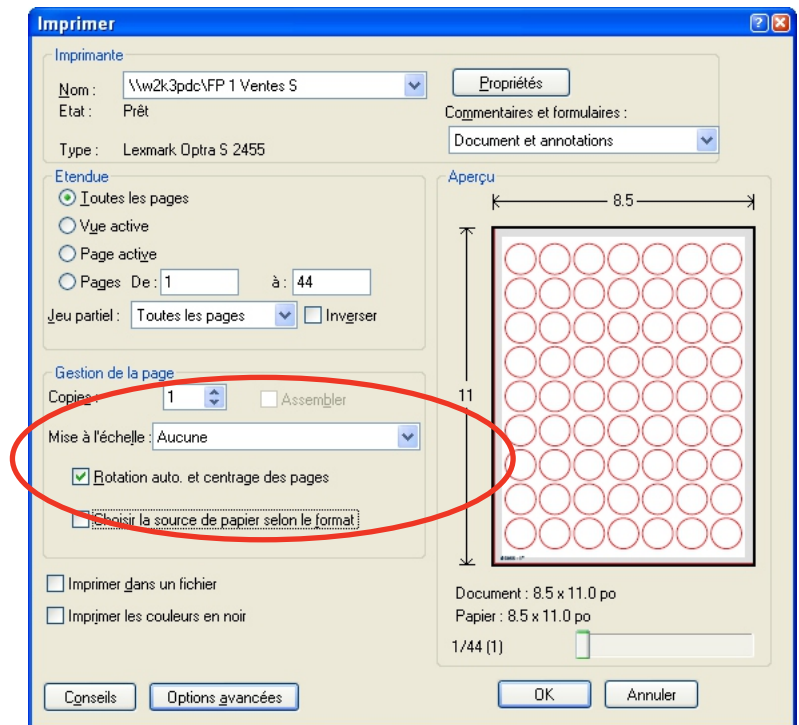 Imprimer
Imprimante
Nom : \\w2k3pdc\FP 1 Ventes S
Propriétés
Etat : Prêt
Commentaires et formulaires :
Document et annotations
Type : Lexmark Optra S 2455
Etendue
Toutes les pages
Vue active
Page active
Pages De : 1 à : 44
Jeu partiel : Toutes les pages Inverser
Gestion de la page
Copies : 1 Assembler
Mise à l'échelle : Aucune
Rotation auto. et centrage des pages
Choisir la source de papier selon le format
Imprimer dans un fichier
Imprimer les couleurs en noir
Aperçu
8.5
11
Document : 8.5 x 11.0 po
Papier : 8.5 x 11.0 po
1/44 (1)
Conseils
Options avancées
OK
Annuler